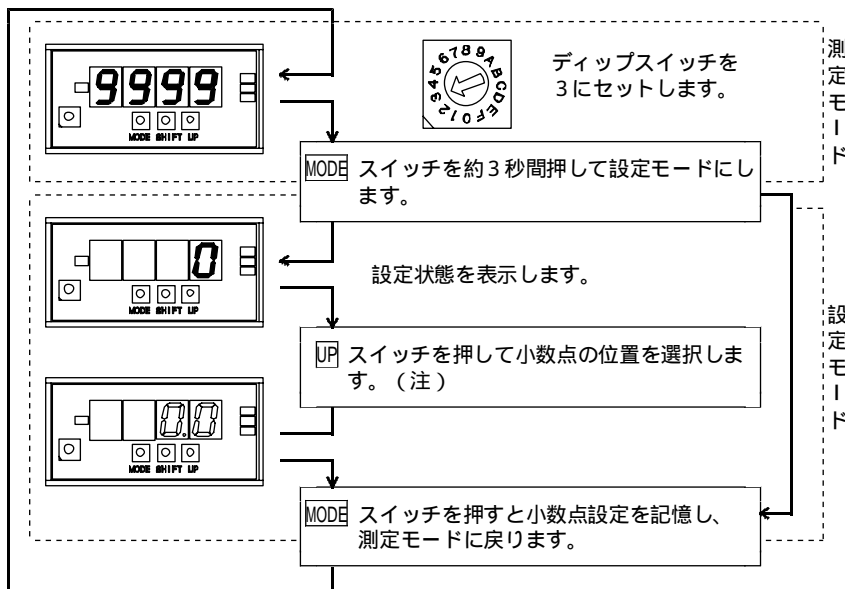 9999
MODE SHIFT UP
456789ABCDEF0123
ディップスイッチを
3にセットします。
測定モード
MODE スイッチを約3秒間押して設定モードにし
ます。
0
MODE SHIFT UP
設定状態を表示します。
UP スイッチを押して小数点の位置を選択しま
す。(注)
0.0
MODE SHIFT UP
設定モード
MODE スイッチを押すと小数点設定を記憶し、
測定モードに戻ります。